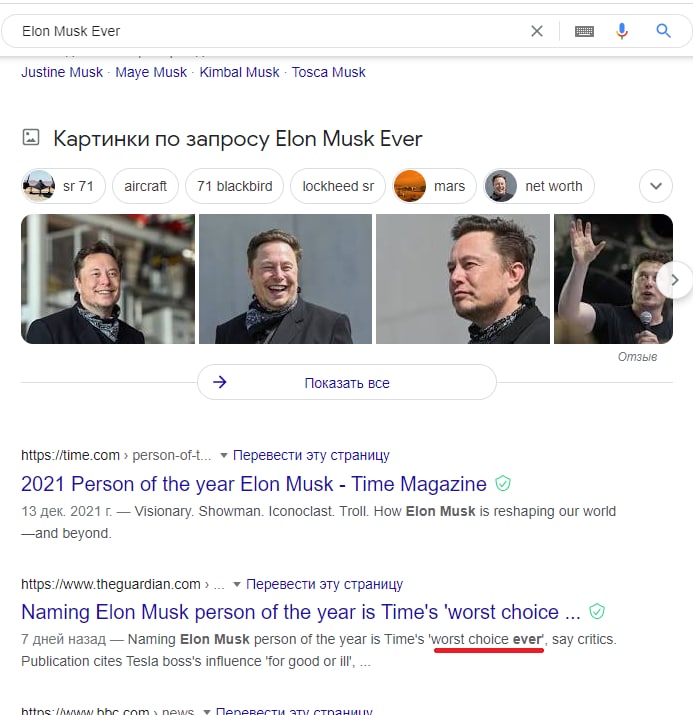 Elon Musk Ever
Justine Musk · Maye Musk · Kimbal Musk · Tosca Musk
Картинки по запросу Elon Musk Ever
sr 71 aircraft 71 blackbird lockheed sr mars net worth
Отзыв
Показать все
https://time.com › person-of-t... Перевести эту страницу
2021 Person of the year Elon Musk - Time Magazine
13 дек. 2021 г. — Visionary. Showman. Iconoclast. Troll. How Elon Musk is reshaping our world
—and beyond.
https://www.theguardian.com › ... Перевести эту страницу
Naming Elon Musk person of the year is Time's 'worst choice ...
7 дней назад — Naming Elon Musk person of the year is Time's 'worst choice ever', say critics.
Publication cites Tesla boss's influence 'for good or ill', ...
https://www.bbc.com › news Перевести эту страницу